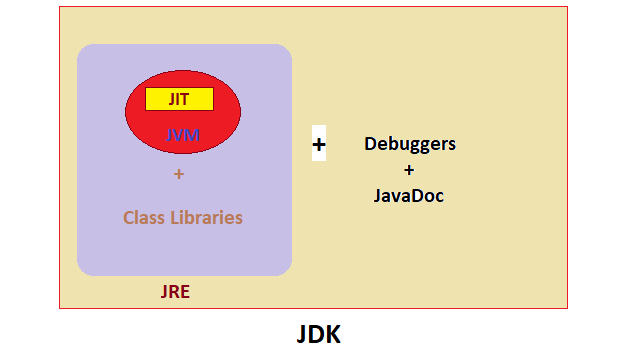 JIT
JVM
+
Class Libraries
JRE
+
Debuggers
+
JavaDoc
JDK